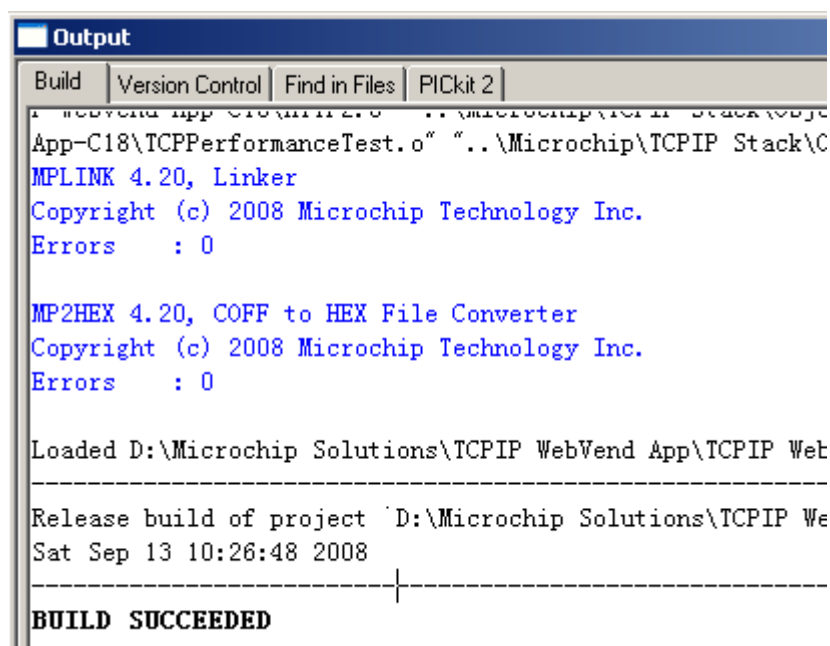 Output
Build Version Control Find in Files PICkit 2
App-C18\TCPPerformanceTest.o" "..\Microchip\TCPIP Stack\
MPLINK 4.20, Linker
Copyright (c) 2008 Microchip Technology Inc.
Errors    : 0
MP2HEX 4.20, COFF to HEX File Converter
Copyright (c) 2008 Microchip Technology Inc.
Errors    : 0
Loaded D:\Microchip Solutions\TCPIP WebVend App\TCPIP Web
---------------------------------------------------------
Release build of project `D:\Microchip Solutions\TCPIP We
Sat Sep 13 10:26:48 2008
---------------------------------------------------------
BUILD SUCCEEDED